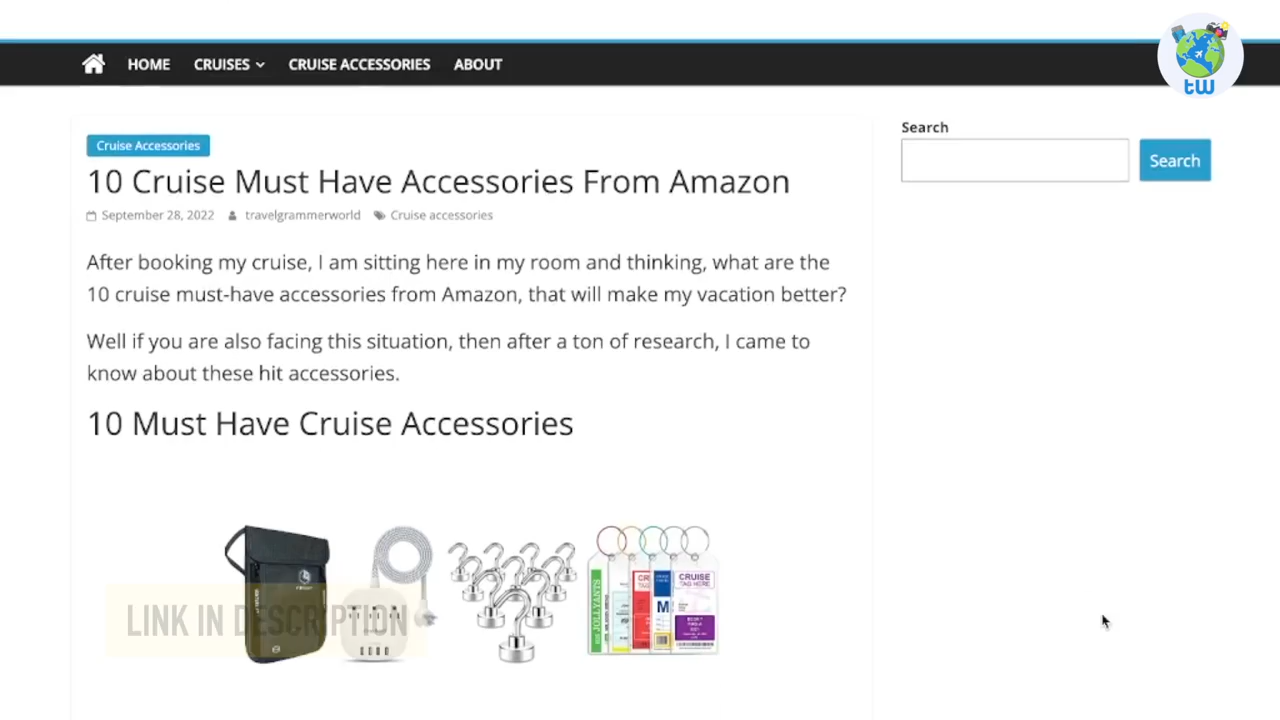 tw
HOME CRUISES CRUISE ACCESSORIES ABOUT
Search
Search
Cruise Accessories
10 Cruise Must Have Accessories From Amazon
September 28, 2022 travelgrammerworld Cruise accessories
After booking my cruise, I am sitting here in my room and thinking, what are the
10 cruise must-have accessories from Amazon, that will make my vacation better?
Well if you are also facing this situation, then after a ton of research, I came to
know about these hit accessories.
10 Must Have Cruise Accessories
LINK IN DESCRIPTION
CRUISE
TAG HERE